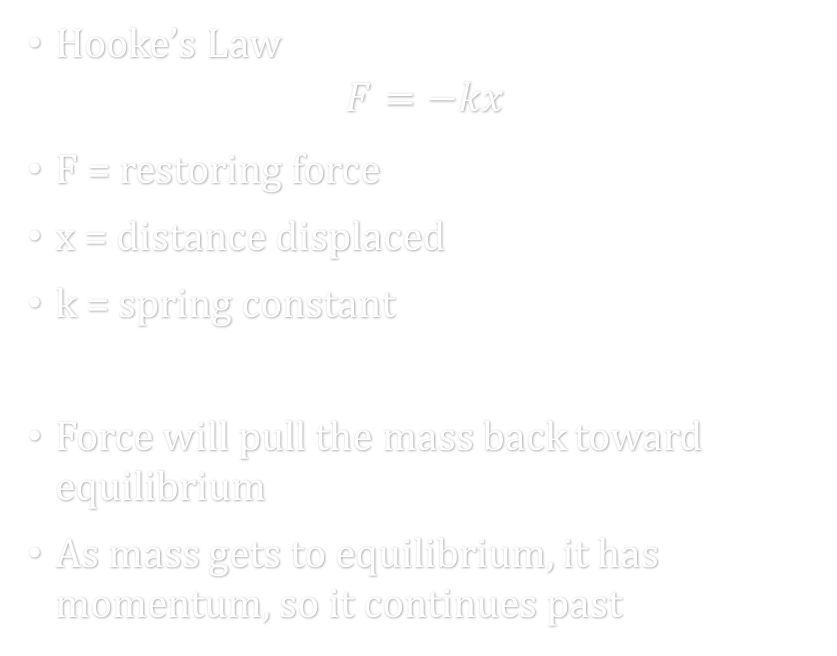 • Hooke’s Law
F = −kx
• F = restoring force
• x = distance displaced
• k = spring constant
• Force will pull the mass back toward
equilibrium
• As mass gets to equilibrium, it has
momentum, so it continues past